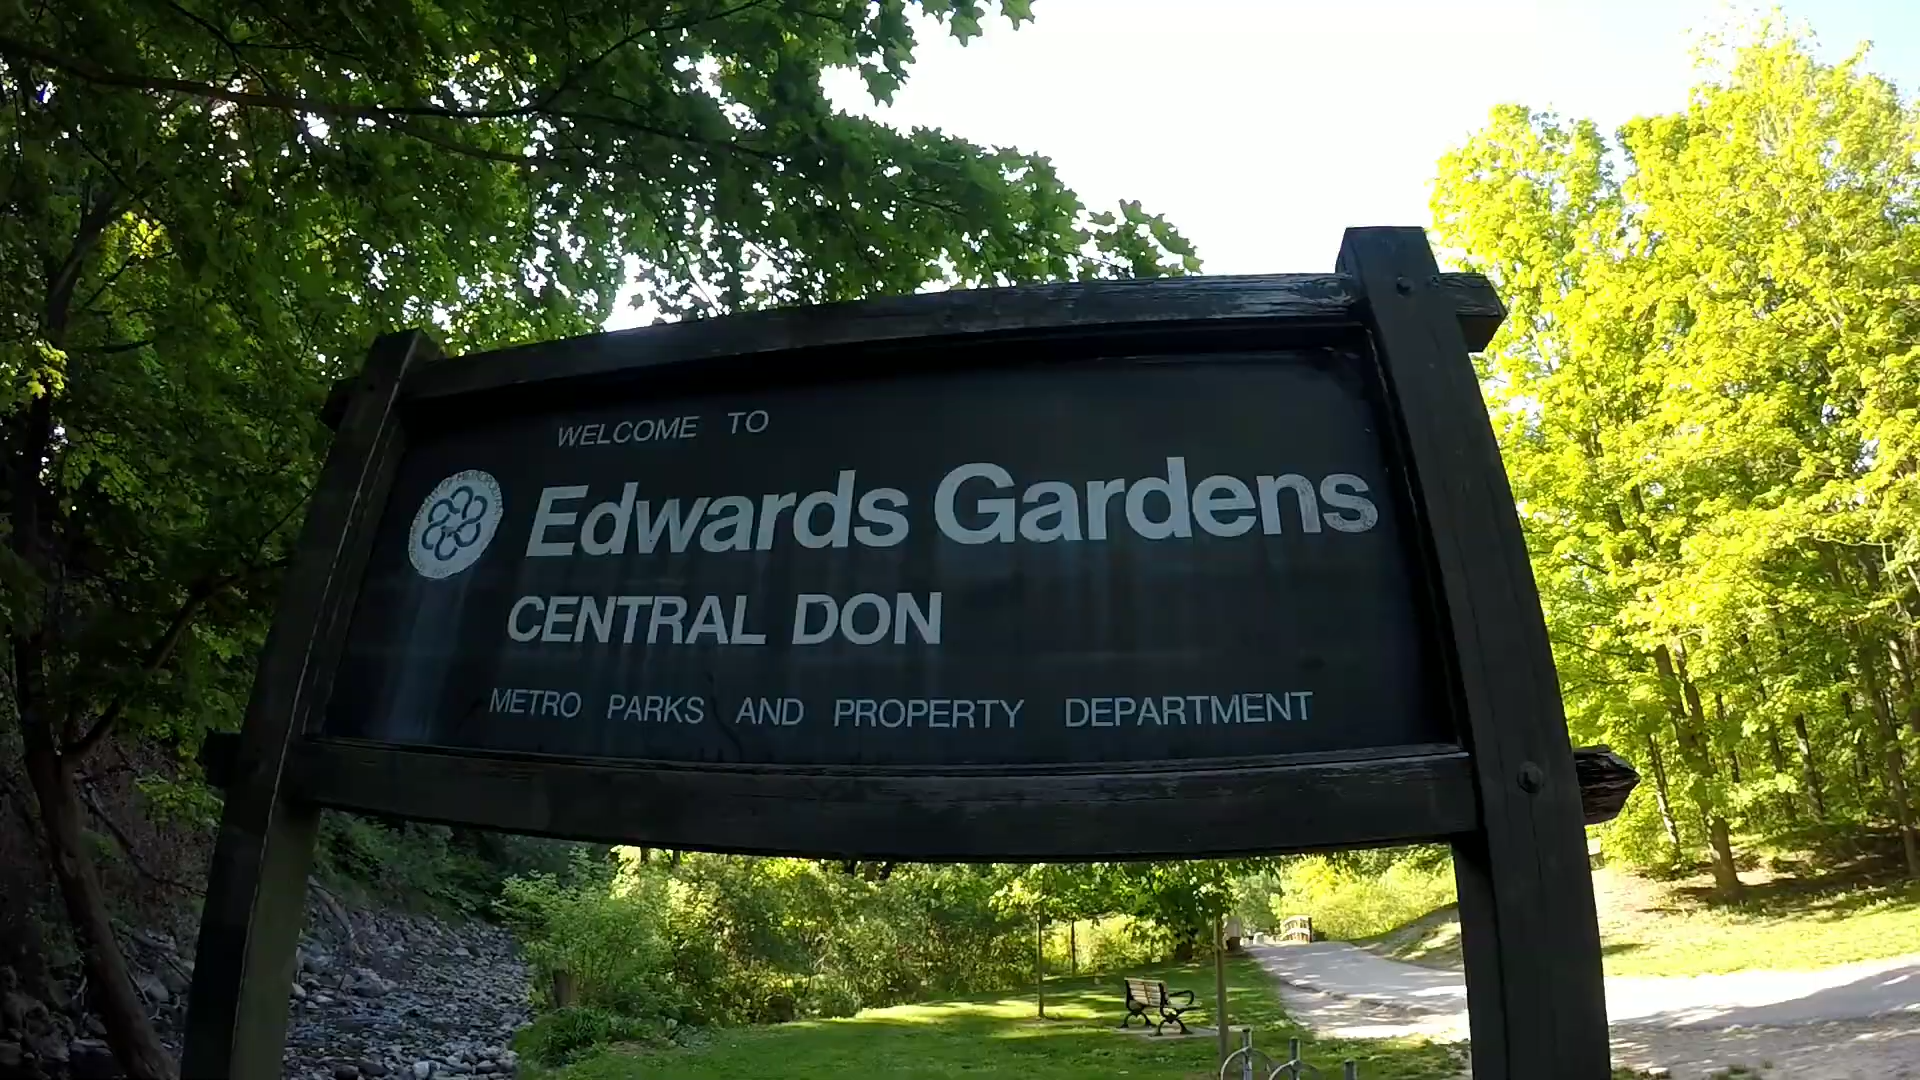 WELCOME TO
Edwards Gardens
CENTRAL DON
METRO PARKS AND PROPERTY DEPARTMENT